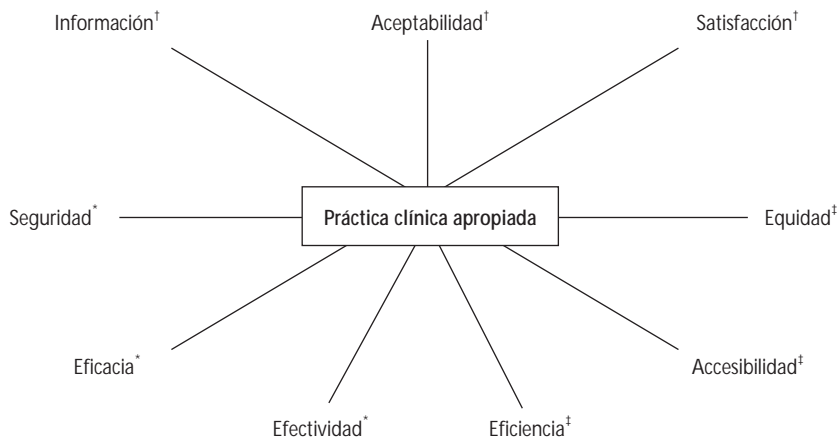 Información†
Aceptabilidad†
Satisfacción†
Seguridad*
Práctica clínica apropiada
Equidad‡
Eficacia*
Accesibilidad‡
Efectividad*
Eficiencia‡